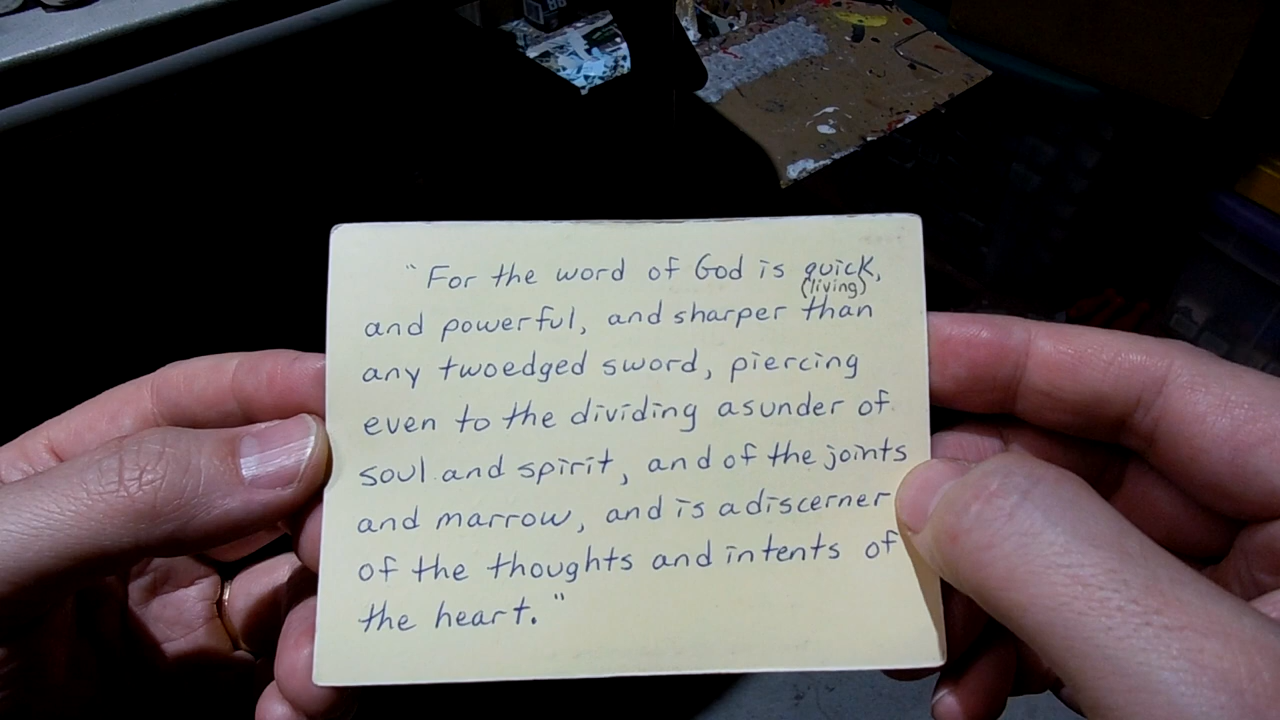 "For the word of God is quick,
(living)
and powerful, and sharper than
any twoedged sword, piercing
even to the dividing asunder of
soul and spirit, and of the joints
and marrow, and is a discerner
of the thoughts and intents of
the heart."